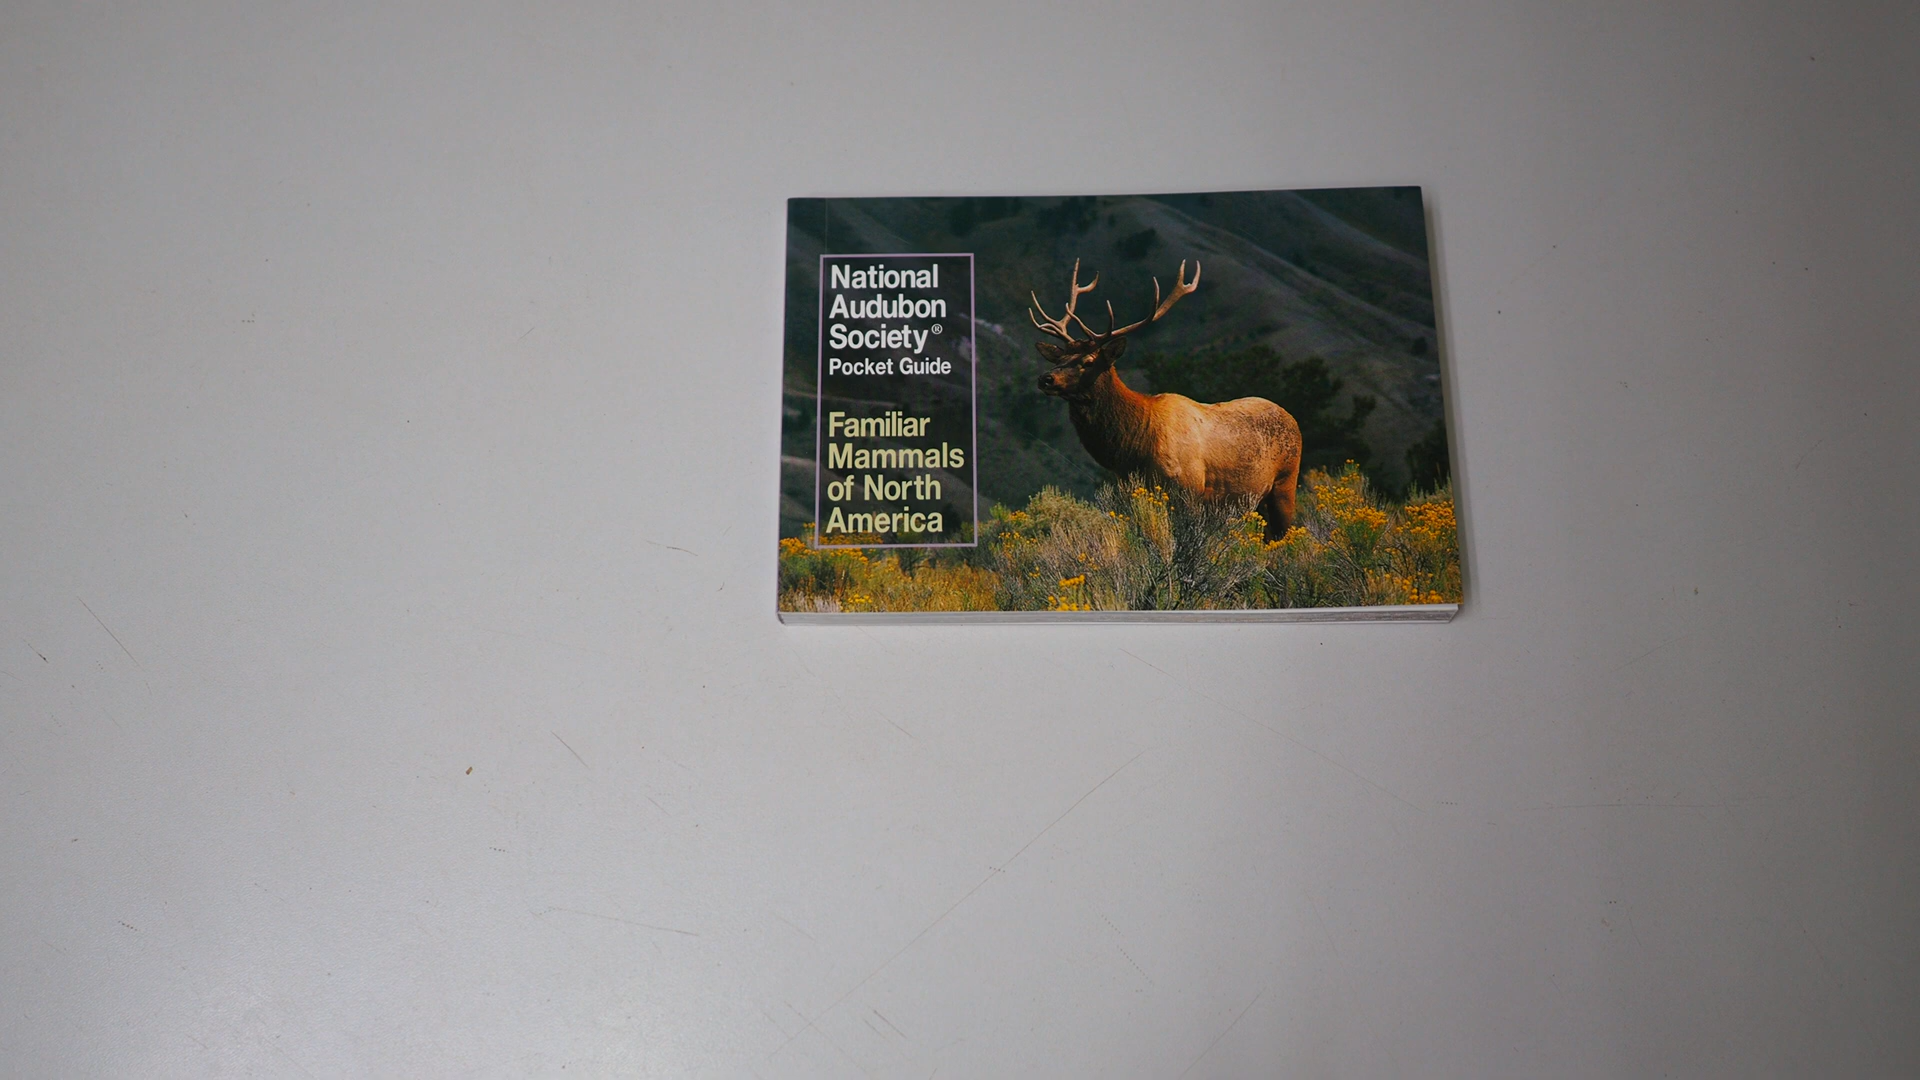 National
Audubon
Society®
Pocket Guide
Familiar
Mammals
of North
America